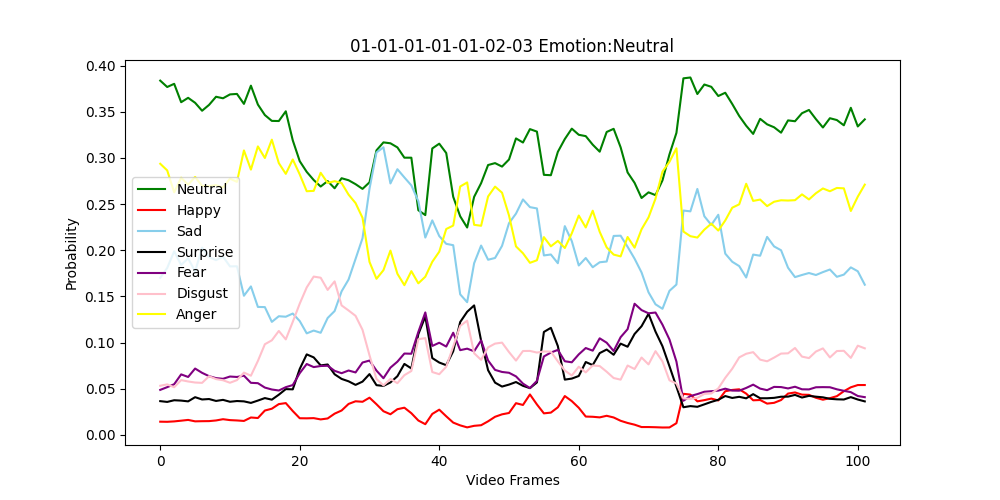 01-01-01-01-01-02-03 Emotion:Neutral
Probability
0.40
0.35
0.30
0.25
0.20
0.15
0.10
0.05
0.00
Neutral
Happy
Sad
Surprise
Fear
Disgust
Anger
0 20 40 60 80 100
Video Frames